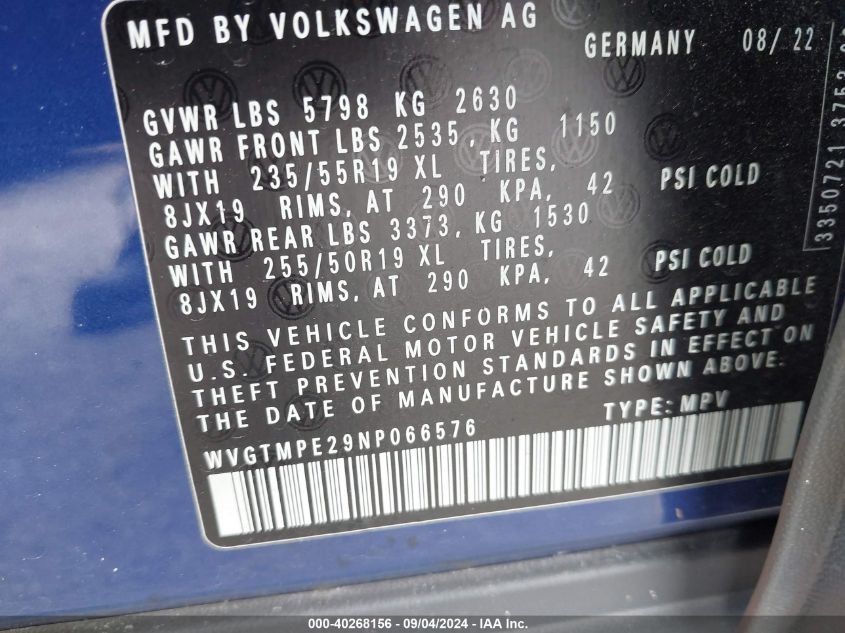 MFD BY VOLKSWAGEN AG
GERMANY 08/ 22
GVWR LBS 5798 KG 2630
GAWR FRONT LBS 2535, KG 1150
WITH 235/55R19 XL TIRES,
8JX19 RIMS, AT 290 KPA, 42 PSI COLD
GAWR REAR LBS 3373, KG 1530
WITH 255/50R19 XL TIRES,
8JX19 RIMS, AT 290 KPA, 42 PSI COLD
THIS VEHICLE CONFORMS TO ALL APPLICABLE
U.S. FEDERAL MOTOR VEHICLE SAFETY AND
THEFT PREVENTION STANDARDS IN EFFECT ON
THE DATE OF MANUFACTURE SHOWN ABOVE.
WVGTMPE29NP066576 TYPE: MPV
3350721 3753
000-40268156 - 09/04/2024 - IAA Inc.